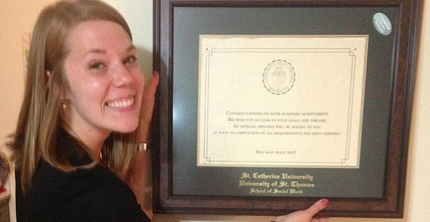 CONGRATULATIONS ON YOUR ACADEMIC ACHIEVEMENT.
WE WISH YOU SUCCESS IN YOUR GOALS AND DREAMS.
AN OFFICIAL DIPLOMA WILL BE MAILED TO YOU
AS SOON AS COMPLETION OF ALL REQUIREMENTS HAS BEEN VERIFIED.
MAY GOD BLESS YOU!
St. Catherine University
University of St. Thomas
School of Social Work